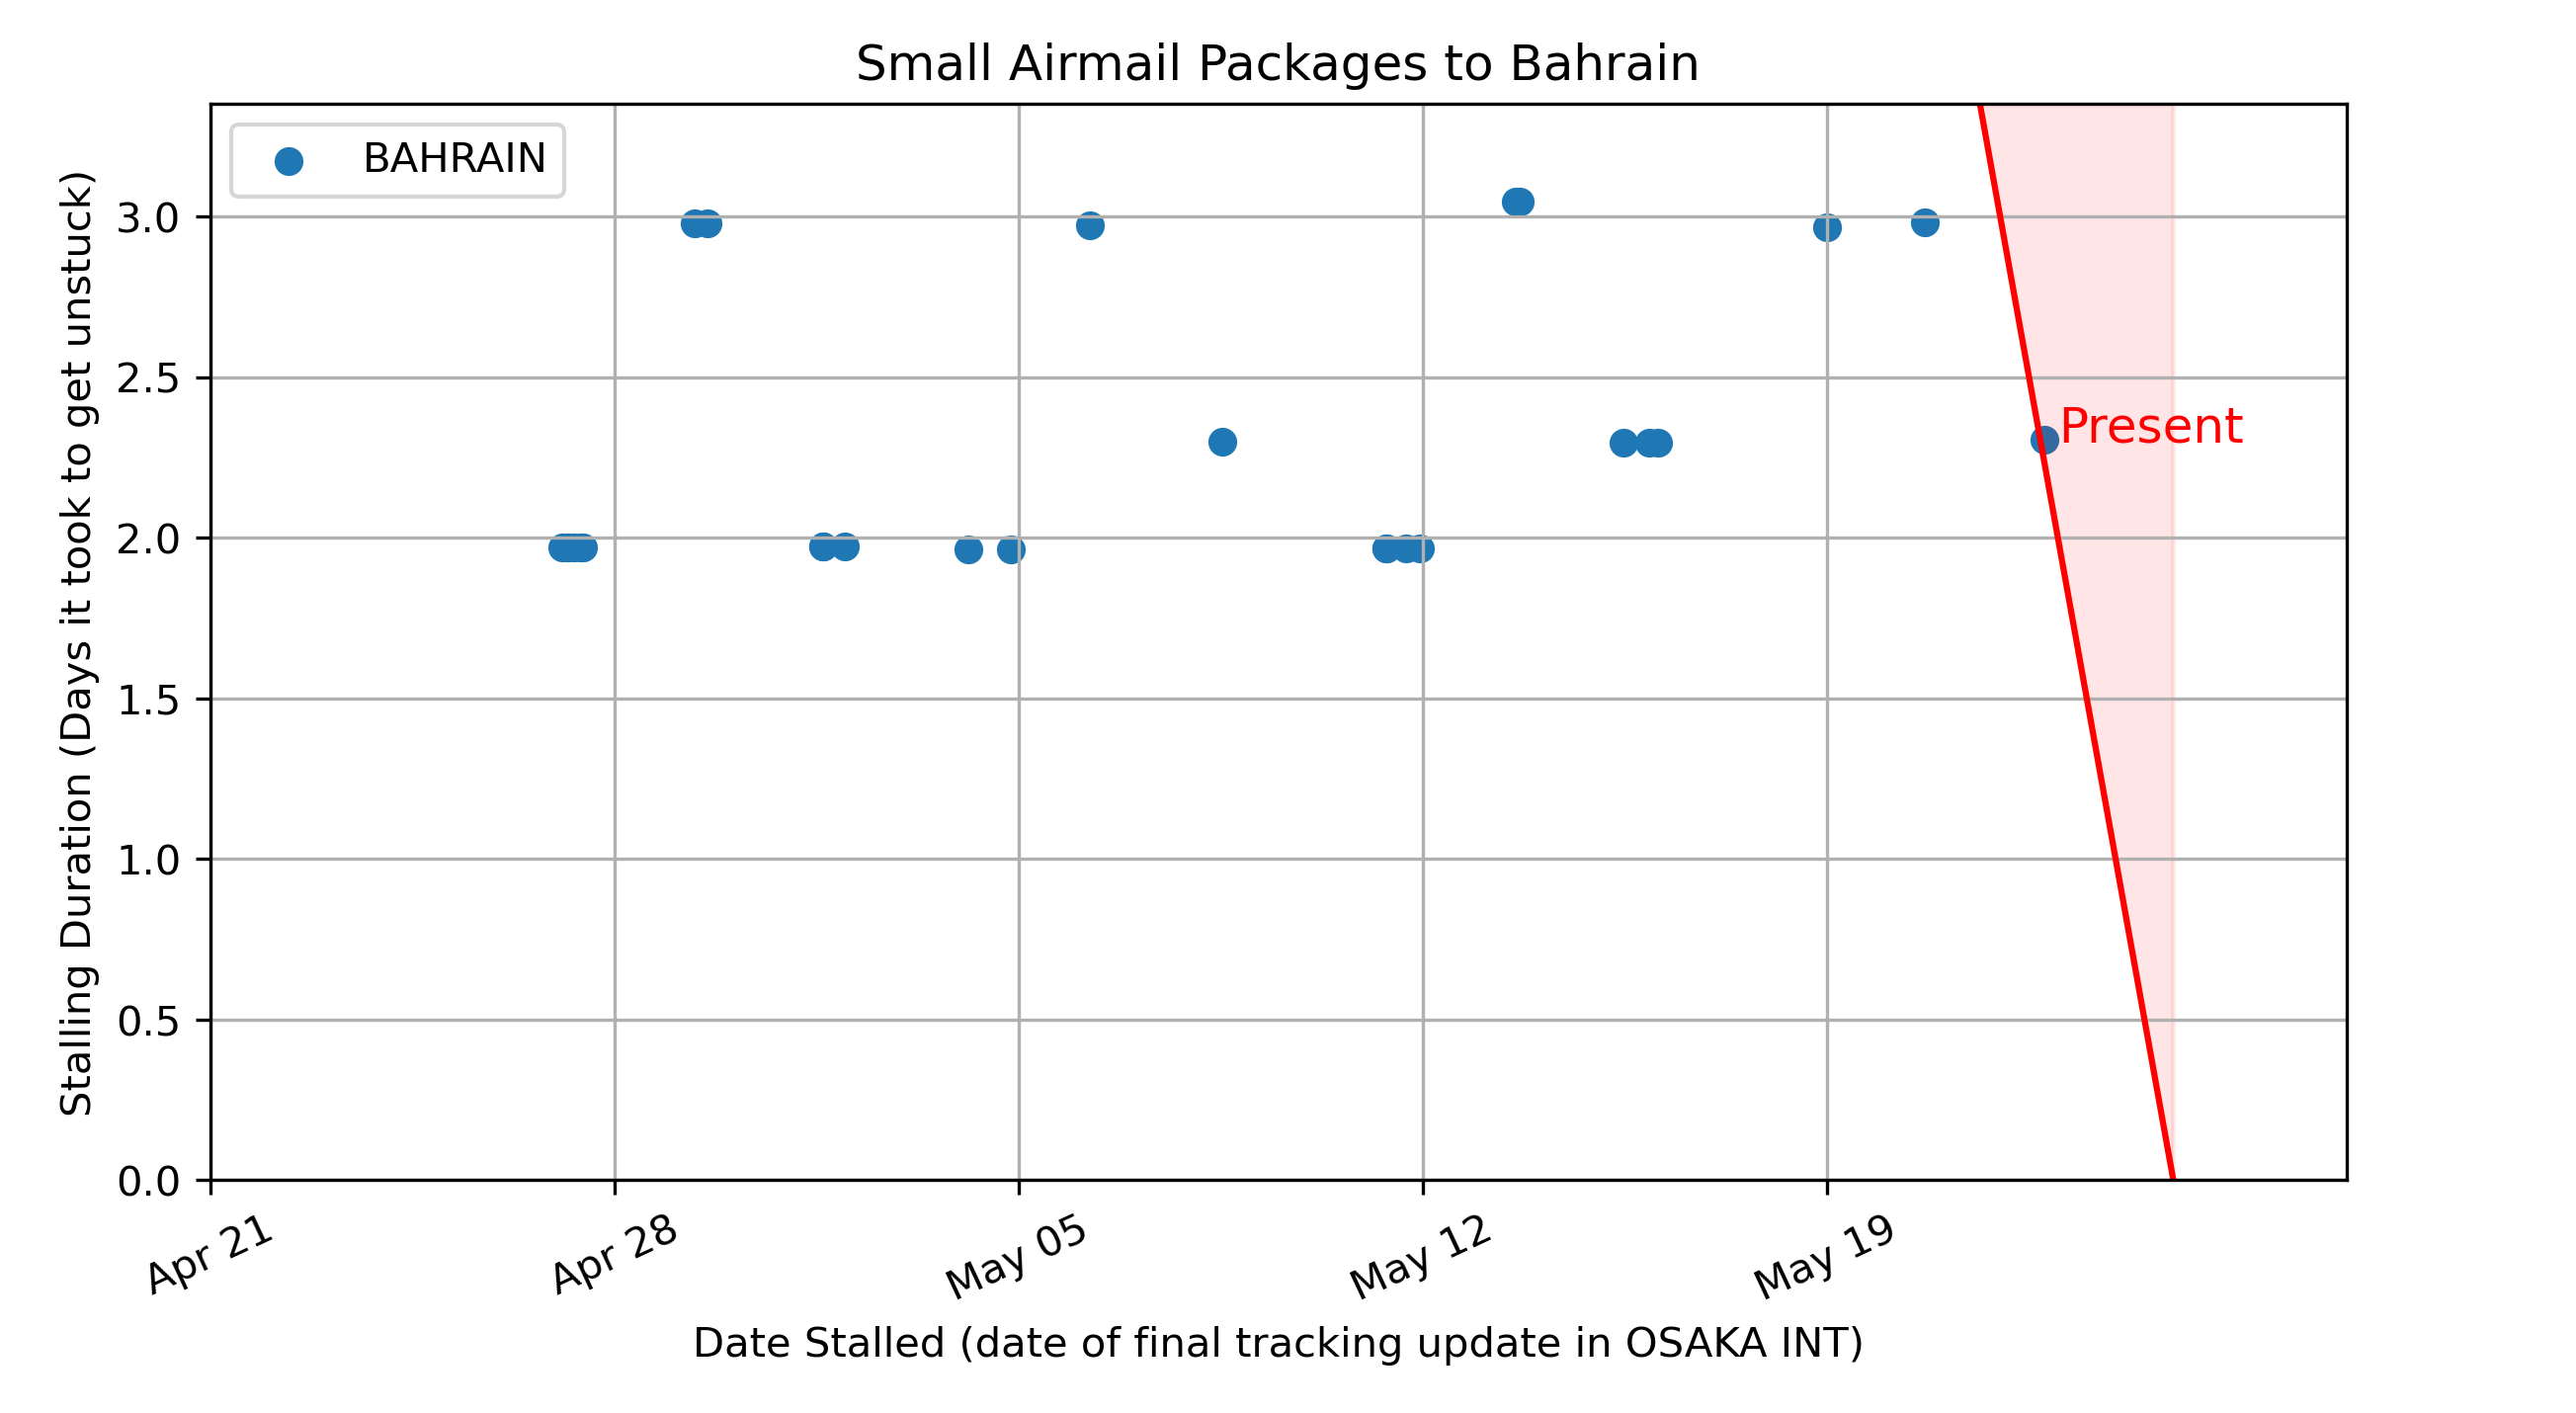 Small Airmail Packages to Bahrain
BAHRAIN
Stalling Duration (Days it took to get unstuck)
3.0
2.5
2.0
1.5
1.0
0.5
0.0
Present
Apr 21
Apr 28
May 05
May 12
May 19
Date Stalled (date of final tracking update in OSAKA INT)